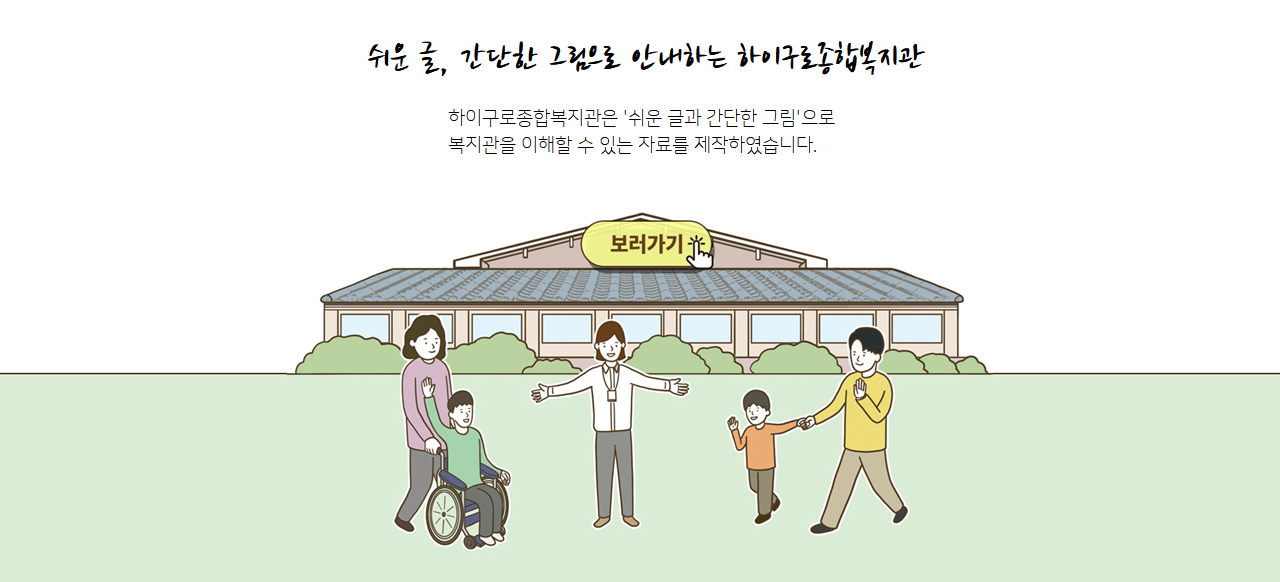 쉬운 글, 간단한 그림으로 안내하는 하이구로종합복지관
하이구로종합복지관은 '쉬운 글과 간단한 그림'으로
복지관을 이해할 수 있는 자료를 제작하였습니다.
보러가기